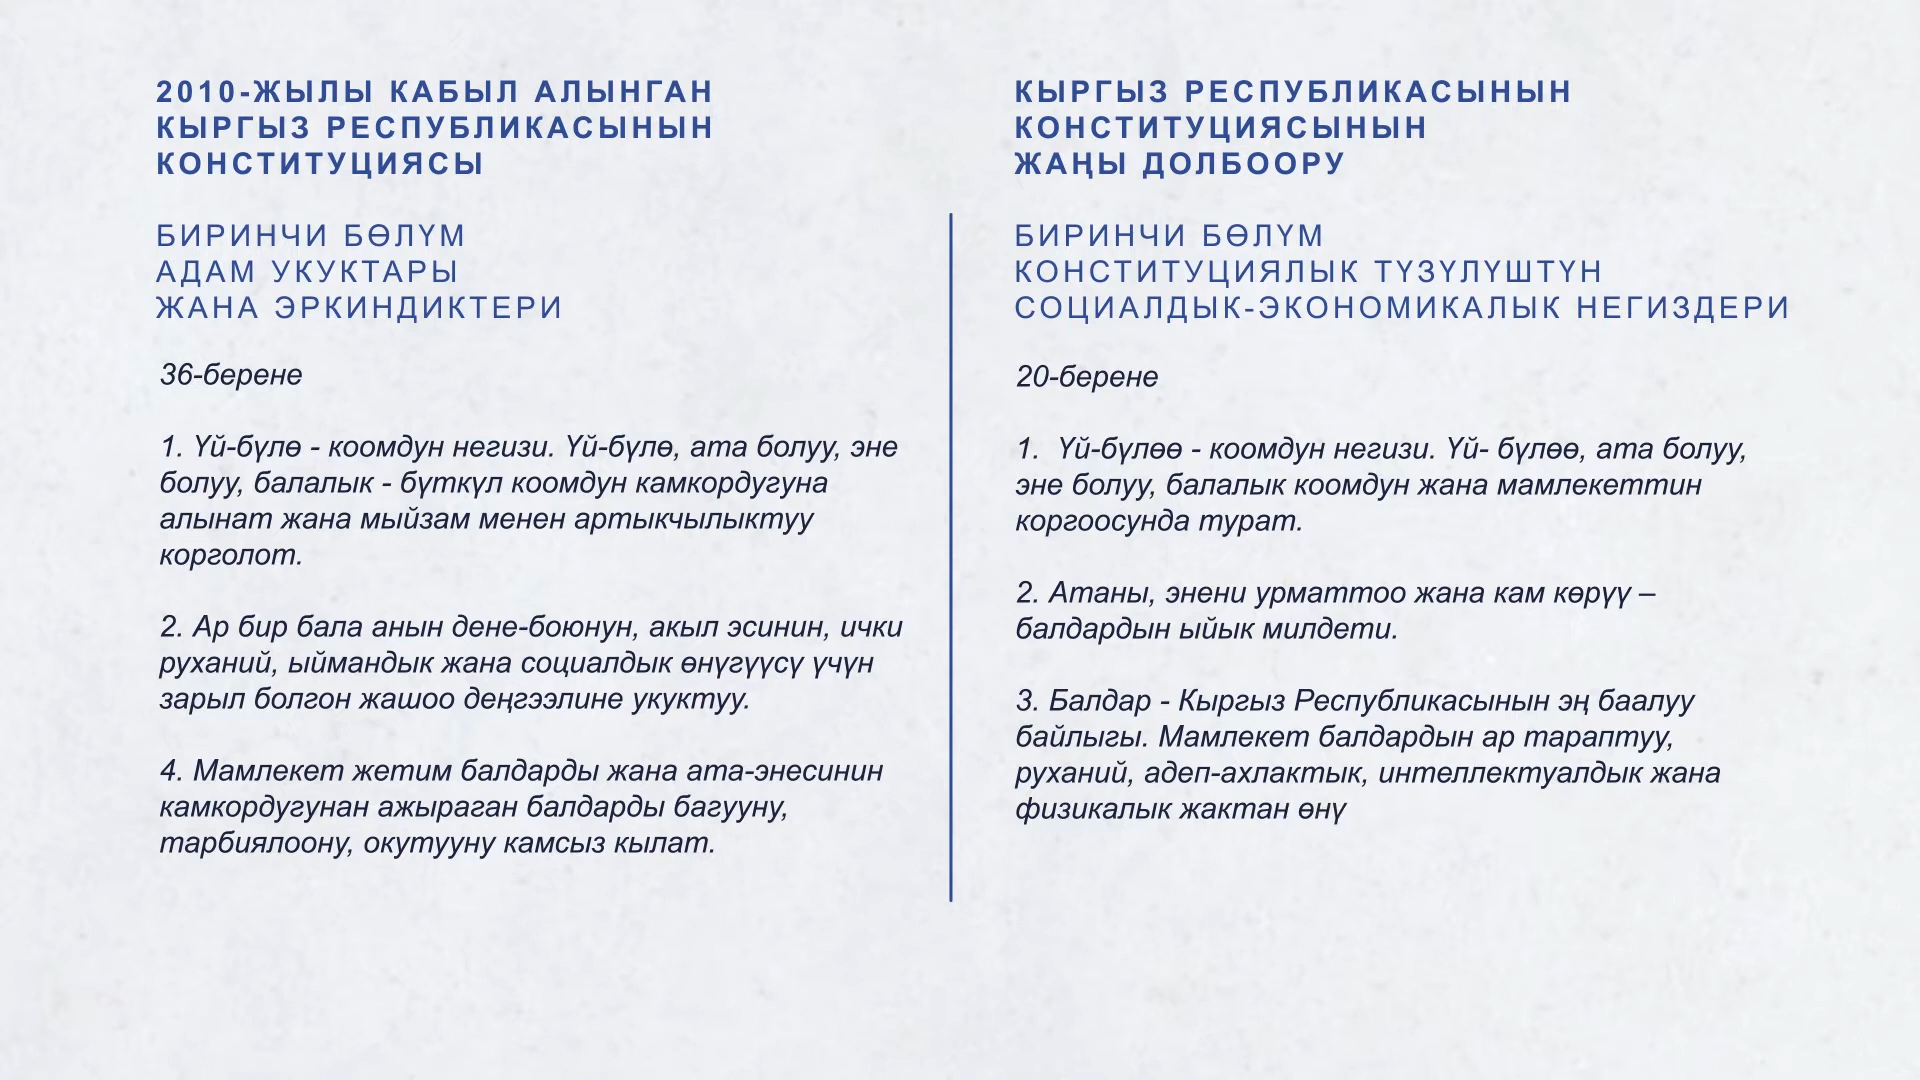 2010-ЖЫЛЫ КАБЫЛ АЛЫНГАН
КЫРГЫЗ РЕСПУБЛИКАСЫНЫН
КОНСТИТУЦИЯСЫ
БИРИНЧИ БӨЛҮМ
АДАМ УКУКТАРЫ
ЖАНА ЭРКИНДИКТЕРИ
36-берене
1. Үй-бүлө - коомдун негизи. Үй-бүлө, ата болуу, эне
болуу, балалык - бүткүл коомдун камкордугуна
алынат жана мыйзам менен артыкчылыктуу
корголот.
2. Ар бир бала анын дене-боюнун, акыл эсинин, ички
руханий, ыймандык жана социалдык өнүгүүсү үчүн
зарыл болгон жашоо деңгээлине укуктуу.
4. Мамлекет жетим балдарды жана ата-энесинин
камкордугунан ажыраган балдарды багууну,
тарбиялоону, окутууну камсыз кылат.
КЫРГЫЗ РЕСПУБЛИКАСЫНЫН
КОНСТИТУЦИЯСЫНЫН
ЖАҢЫ ДОЛБООРУ
БИРИНЧИ БӨЛҮМ
КОНСТИТУЦИЯЛЫК ТҮЗҮЛҮШТҮН
СОЦИАЛДЫК-ЭКОНОМИКАЛЫК НЕГИЗДЕРИ
20-берене
1.  Үй-бүлөө - коомдун негизи. Үй- бүлөө, ата болуу,
эне болуу, балалык коомдун жана мамлекеттин
коргоосунда турат.
2. Атаны, энени урматтоо жана кам көрүү –
балдардын ыйык милдети.
3. Балдар - Кыргыз Республикасынын эң баалуу
байлыгы. Мамлекет балдардын ар тараптуу,
руханий, адеп-ахлактык, интеллектуалдык жана
физикалык жактан өнү